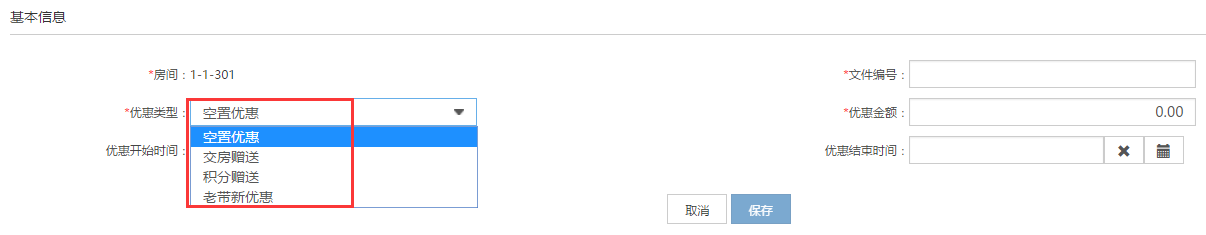 基本信息
*房间：1-1-301
*文件编号：
*优惠类型：空置优惠
*优惠金额：0.00
空置优惠
优惠开始时间：
交房赠送
优惠结束时间：
积分赠送
老带新优惠
取消 保存